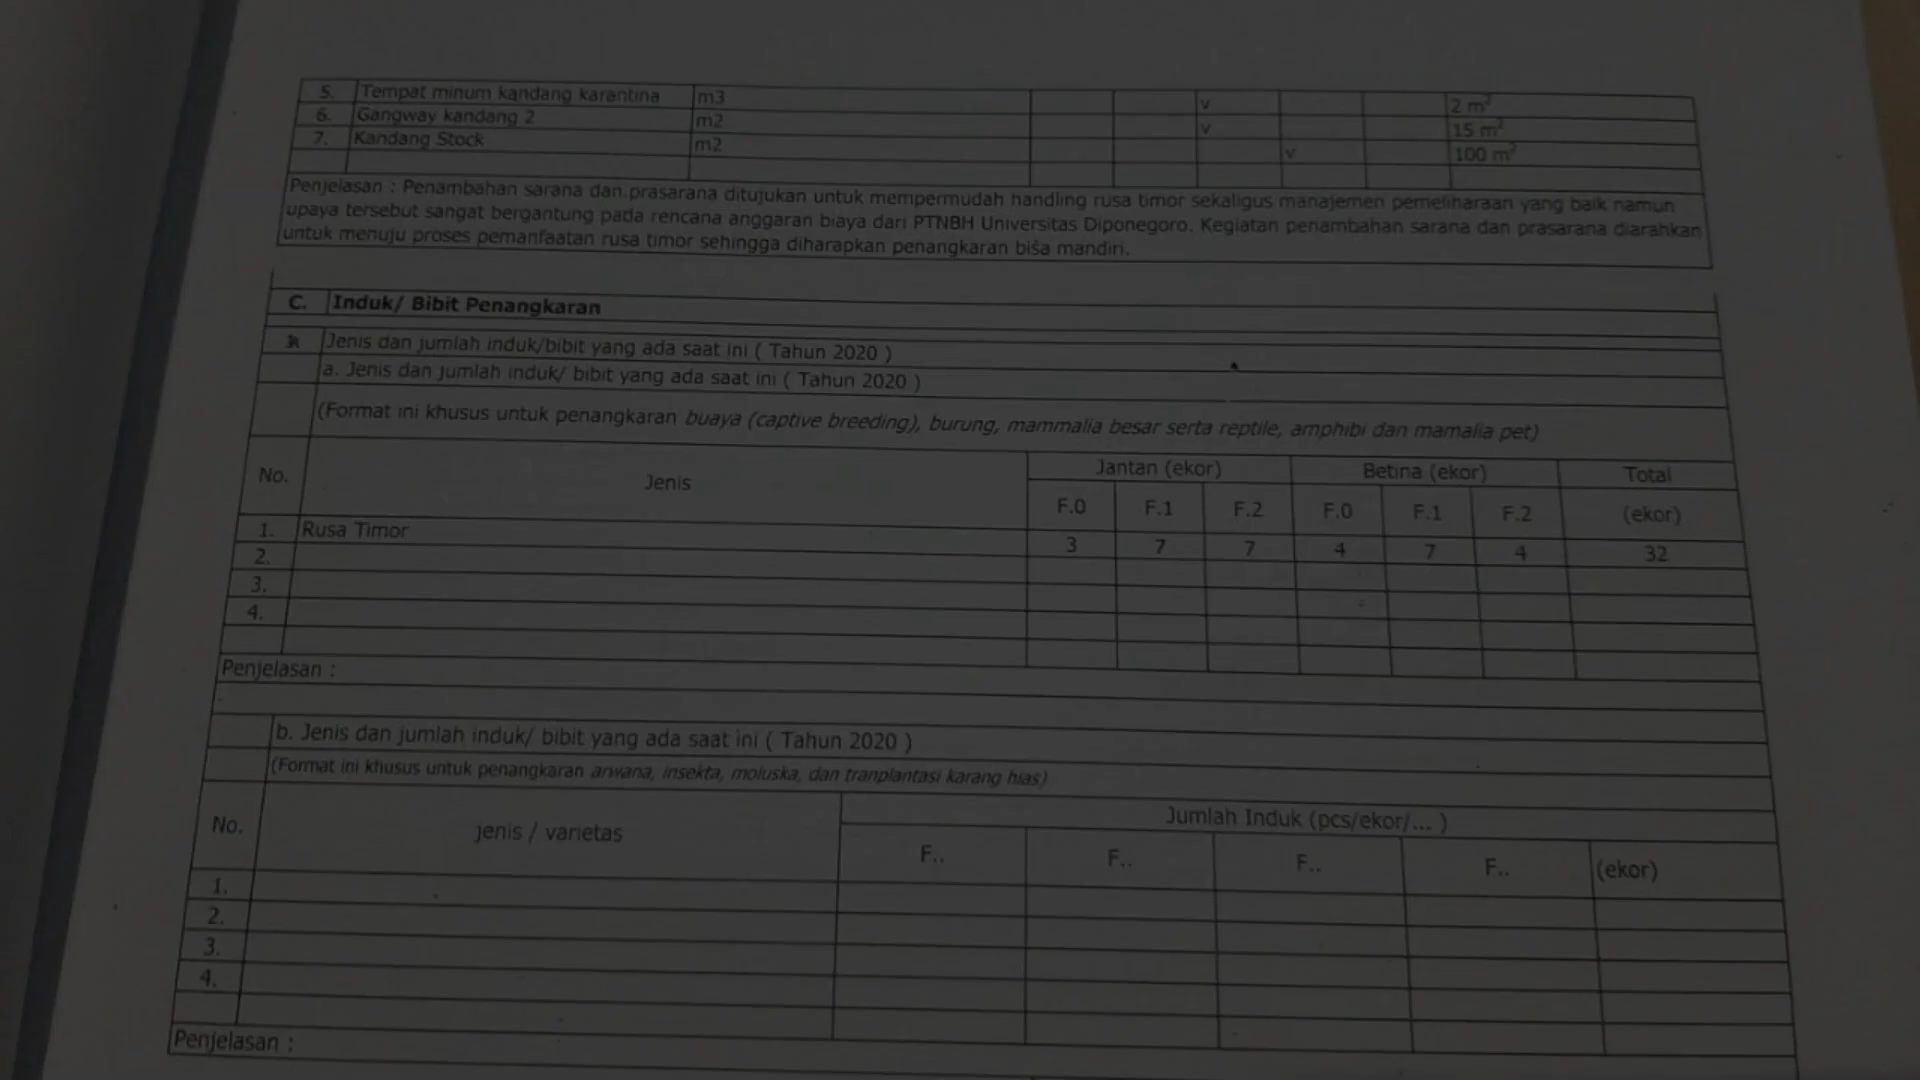 5. Tempat minum kandang karantina m3 v 2 m²
6. Gangway kandang 2 m2 v 15 m²
7. Kandang Stock m2 v 100 m²
Penjelasan : Penambahan sarana dan prasarana ditujukan untuk mempermudah handling rusa timor sekaligus manajemen pemeliharaan yang baik namun
upaya tersebut sangat bergantung pada rencana anggaran biaya dari PTNBH Universitas Diponegoro. Kegiatan penambahan sarana dan prasarana diarahkan
untuk menuju proses pemanfaatan rusa timor sehingga diharapkan penangkaran bisa mandiri.
C. Induk/ Bibit Penangkaran
Jenis dan jumlah induk/bibit yang ada saat ini ( Tahun 2020 )
a. Jenis dan jumlah induk/ bibit yang ada saat ini ( Tahun 2020 )
(Format ini khusus untuk penangkaran buaya (captive breeding), burung, mammalia besar serta reptile, amphibi dan mamalia pet)
No. Jenis Jantan (ekor) Betina (ekor) Total
F.0 F.1 F.2 F.0 F.1 F.2 (ekor)
1. Rusa Timor 3 7 7 4 7 4 32
2.
3.
4.
Penjelasan :
b. Jenis dan jumlah induk/ bibit yang ada saat ini ( Tahun 2020 )
(Format ini khusus untuk penangkaran arwana, insekta, moluska, dan tranplantasi karang hias)
No. jenis / varietas Jumlah Induk (pcs/ekor/... )
F.. F.. F.. F.. (ekor)
1.
2.
3.
4.
Penjelasan :